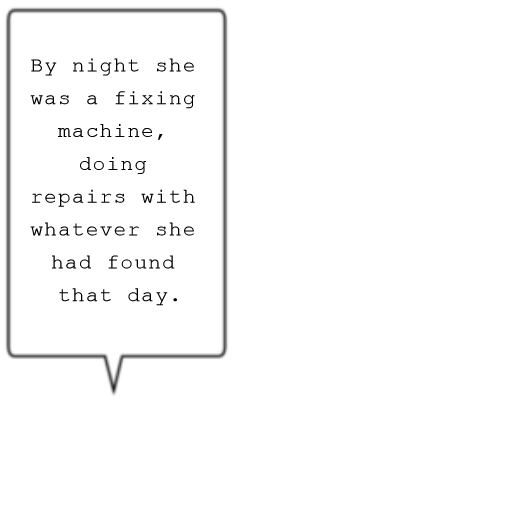 By night she
was a fixing
machine,
doing
repairs with
whatever she
had found
that day.